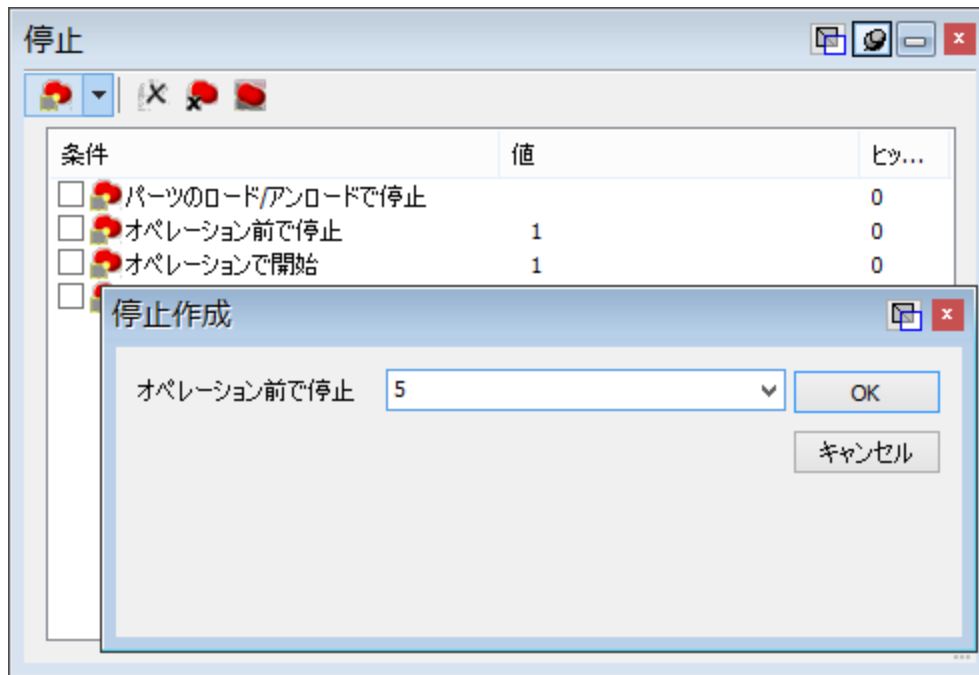 停止
条件 値 ヒッ...
パーツのロード/アンロードで停止 0
オペレーション前で停止 1 0
オペレーションで開始 1 0
停止作成
オペレーション前で停止 5 OK
キャンセル